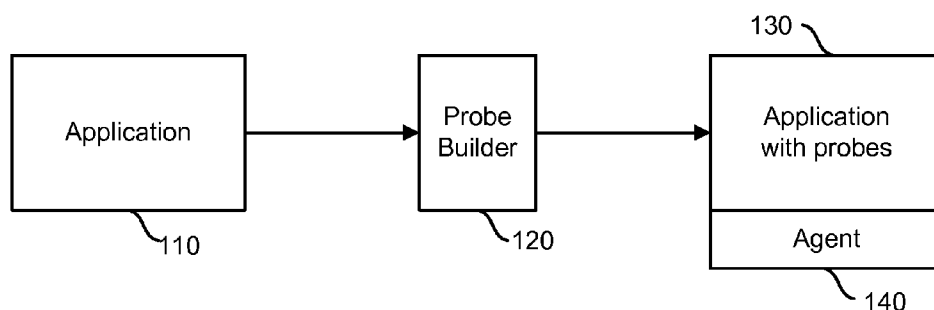 130
Application
Probe
Builder
Application
with probes
110
120
Agent
140